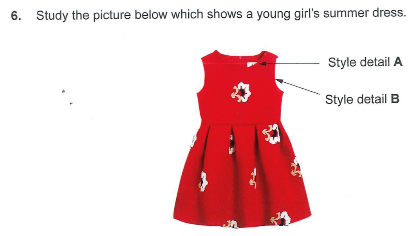 6. Study the picture below which shows a young girl's summer dress.
Style detail A
Style detail B